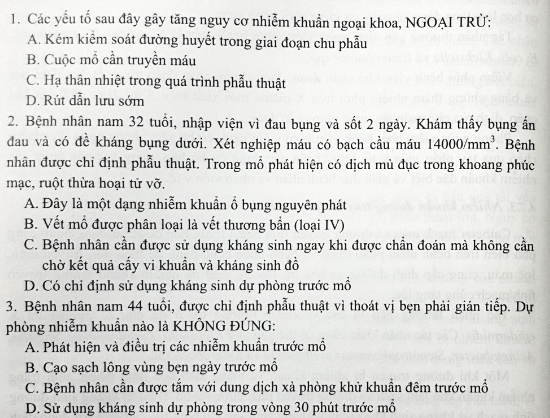 1. Các yếu tố sau đây gây tăng nguy cơ nhiễm khuẩn ngoại khoa, NGOẠI TRỪ:
A. Kém kiểm soát đường huyết trong giai đoạn chu phẫu
B. Cuộc mổ cần truyền máu
C. Hạ thân nhiệt trong quá trình phẫu thuật
D. Rút dẫn lưu sớm
2. Bệnh nhân nam 32 tuổi, nhập viện vì đau bụng và sốt 2 ngày. Khám thấy bụng ấn
đau và có đề kháng bụng dưới. Xét nghiệm máu có bạch cầu máu 14000/mm³. Bệnh
nhân được chỉ định phẫu thuật. Trong mổ phát hiện có dịch mủ đục trong khoang phúc
mạc, ruột thừa hoại tử vỡ.
A. Đây là một dạng nhiễm khuẩn ổ bụng nguyên phát
B. Vết mổ được phân loại là vết thương bẩn (loại IV)
C. Bệnh nhân cần được sử dụng kháng sinh ngay khi được chẩn đoán mà không cần
chờ kết quả cấy vi khuẩn và kháng sinh đồ
D. Có chỉ định sử dụng kháng sinh dự phòng trước mổ
3. Bệnh nhân nam 44 tuổi, được chỉ định phẫu thuật vì thoát vị bẹn phải gián tiếp. Dự
phòng nhiễm khuẩn nào là KHÔNG ĐÚNG:
A. Phát hiện và điều trị các nhiễm khuẩn trước mổ
B. Cạo sạch lông vùng bẹn ngày trước mổ
C. Bệnh nhân cần được tắm với dung dịch xà phòng khử khuẩn đêm trước mổ
D. Sử dụng kháng sinh dự phòng trong vòng 30 phút trước mổ